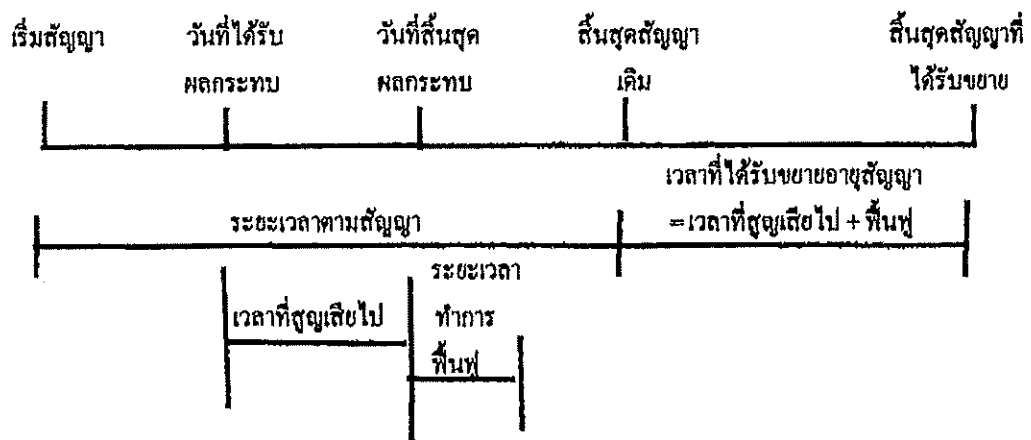 เริ่มสัญญา วันที่ได้รับ วันที่สิ้นสุด สิ้นสุดสัญญา สิ้นสุดสัญญาที่
ผลกระทบ ผลกระทบ เดิม ได้รับขยาย
เวลาที่ได้รับขยายอายุสัญญา
ระยะเวลาตามสัญญา =เวลาที่สูญเสียไป + ฟื้นฟู
ระยะเวลา
เวลาที่สูญเสียไป ทำการ
ฟื้นฟู